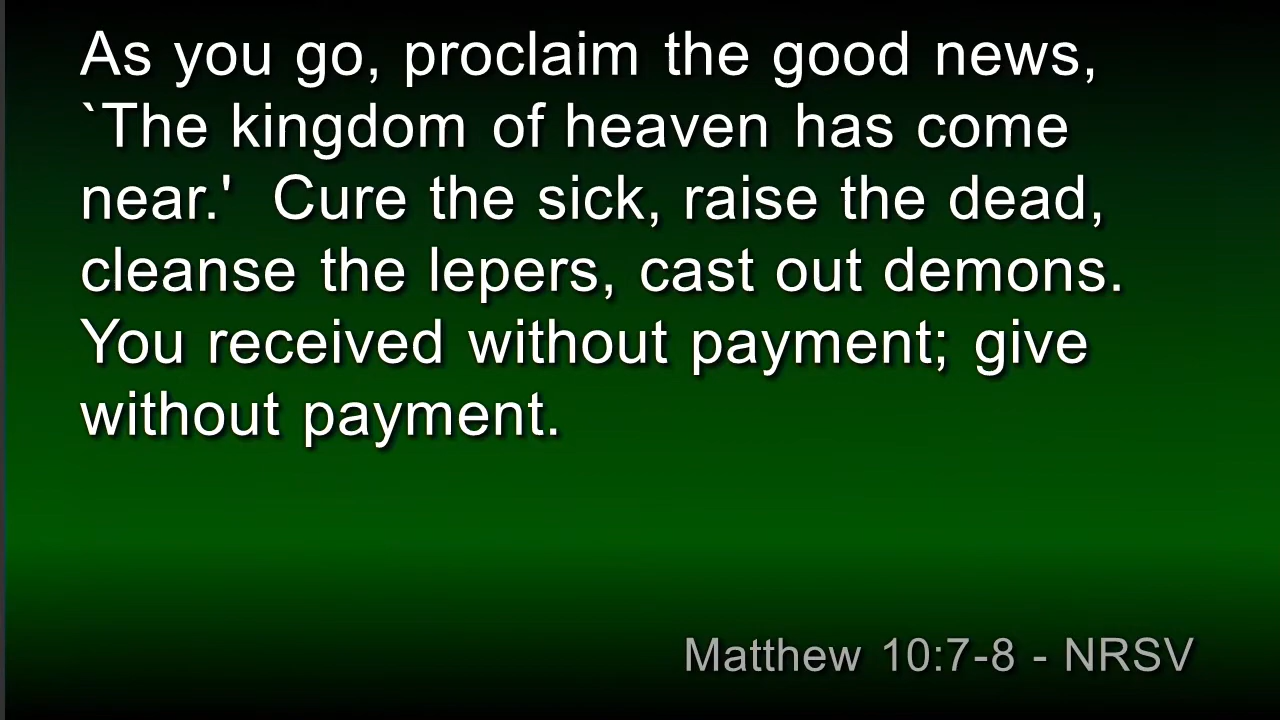 As you go, proclaim the good news,
`The kingdom of heaven has come
near.'  Cure the sick, raise the dead,
cleanse the lepers, cast out demons.
You received without payment; give
without payment.
Matthew 10:7-8 - NRSV